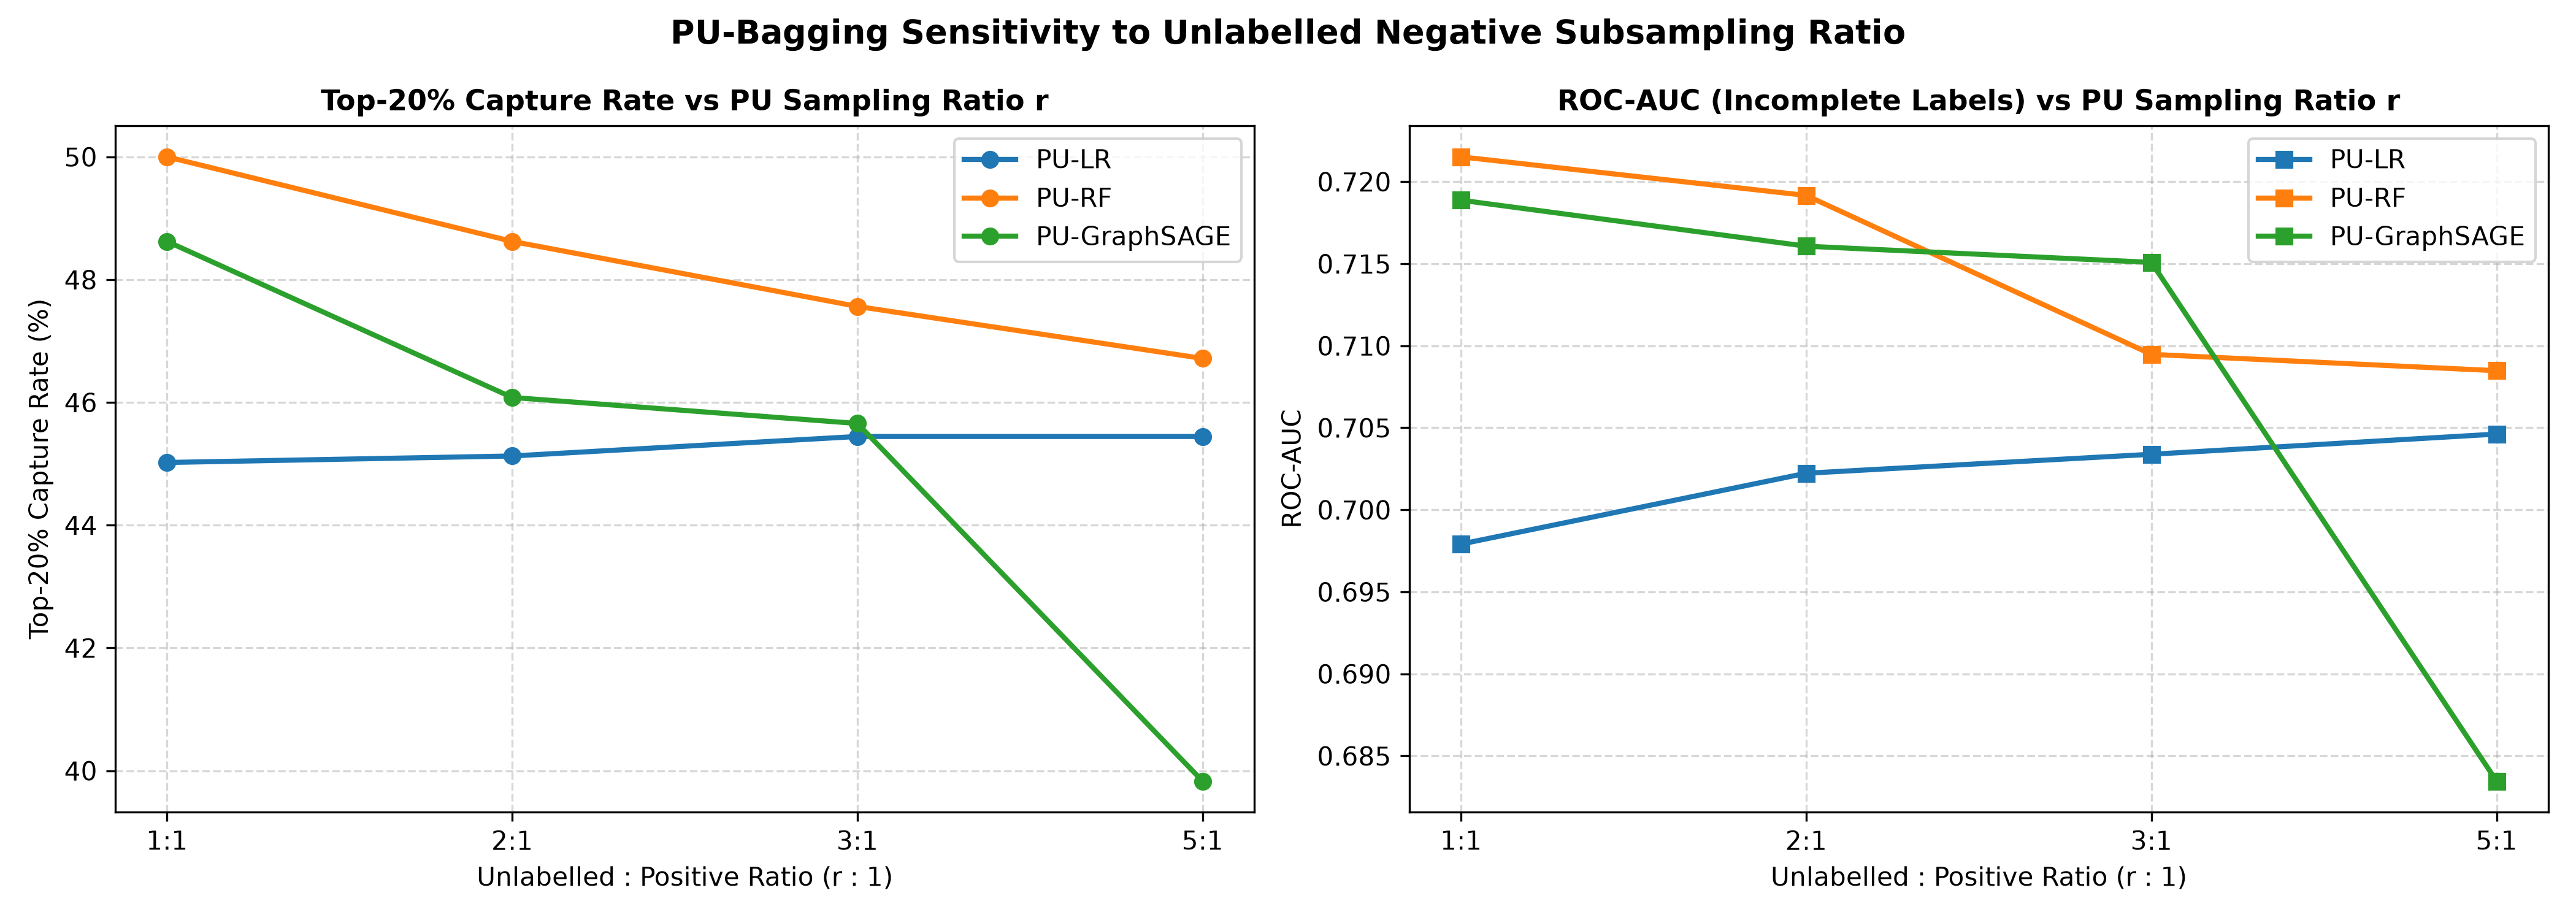 PU-Bagging Sensitivity to Unlabelled Negative Subsampling Ratio
Top-20% Capture Rate vs PU Sampling Ratio r
50
48
46
44
42
40
Top-20% Capture Rate (%)
PU-LR
PU-RF
PU-GraphSAGE
1:1
2:1
3:1
5:1
Unlabelled : Positive Ratio (r : 1)
ROC-AUC (Incomplete Labels) vs PU Sampling Ratio r
0.720
0.715
0.710
0.705
0.700
0.695
0.690
0.685
ROC-AUC
PU-LR
PU-RF
PU-GraphSAGE
1:1
2:1
3:1
5:1
Unlabelled : Positive Ratio (r : 1)